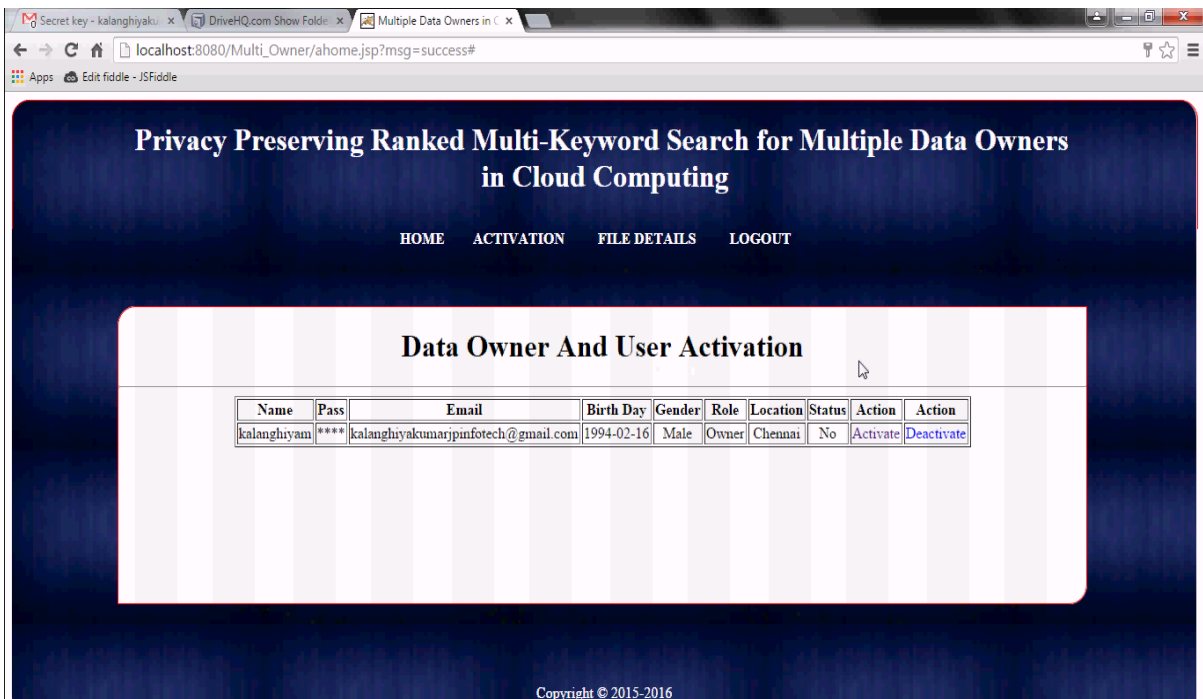 Secret key - kalanghiyaku
DriveHQ.com Show Folde
Multiple Data Owners in C
localhost:8080/Multi_Owner/ahome.jsp?msg=success#
Apps Edit fiddle - JSFiddle
Privacy Preserving Ranked Multi-Keyword Search for Multiple Data Owners
in Cloud Computing
HOME ACTIVATION FILE DETAILS LOGOUT
Data Owner And User Activation
Name Pass Email Birth Day Gender Role Location Status Action Action
kalanghiyam **** kalanghiyakumarjpinfotech@gmail.com 1994-02-16 Male Owner Chennai No Activate Deactivate
Copyright © 2015-2016